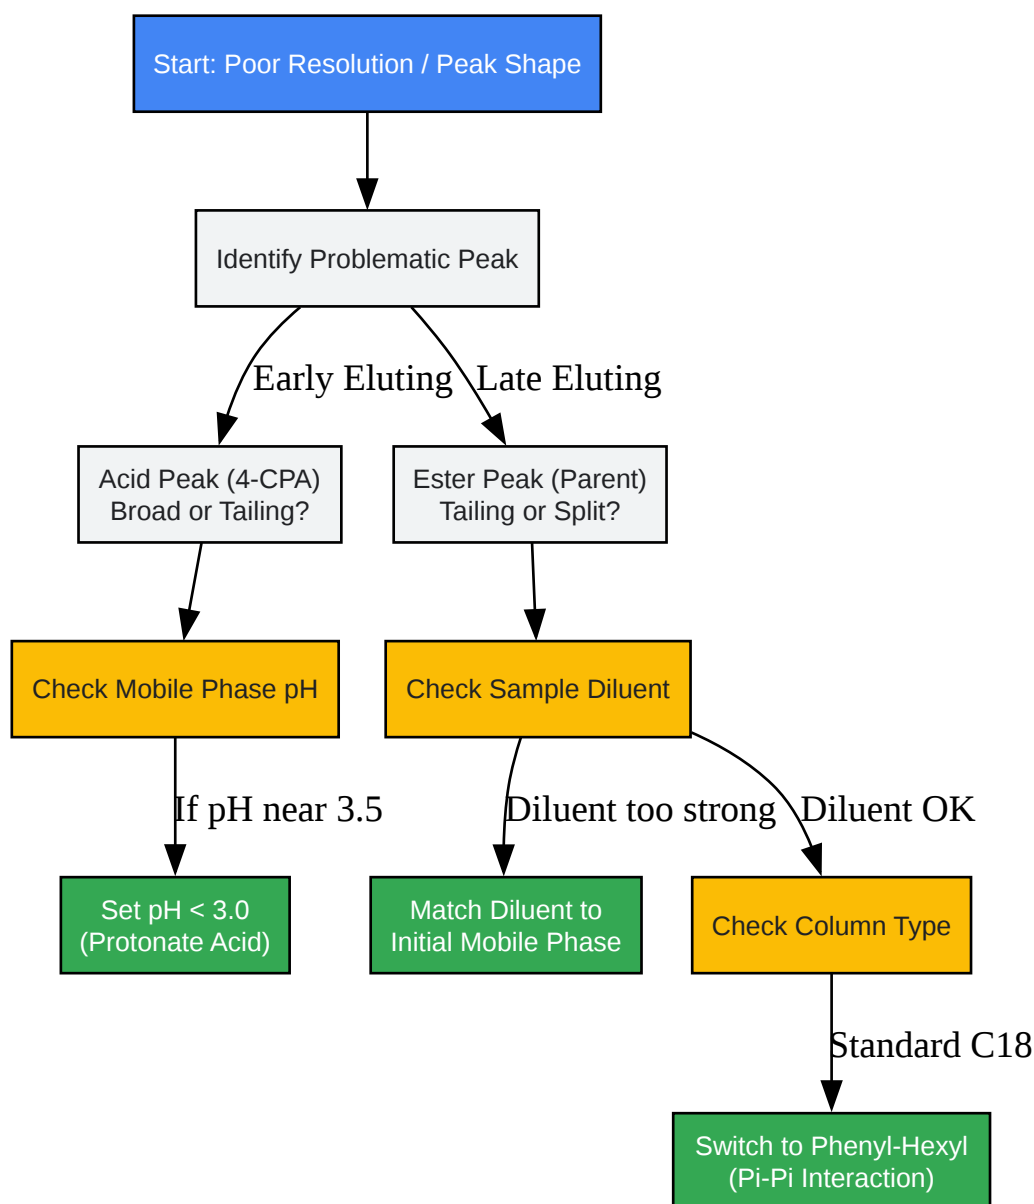 Start: Poor Resolution / Peak Shape
Identify Problematic Peak
Early Eluting
Late Eluting
Acid Peak (4-CPA)
Broad or Tailing?
Ester Peak (Parent)
Tailing or Split?
Check Mobile Phase pH
Check Sample Diluent
If pH near 3.5
Diluent too strong
Diluent OK
Set pH < 3.0
(Protonate Acid)
Match Diluent to
Initial Mobile Phase
Check Column Type
Standard C18
Switch to Phenyl-Hexyl
(Pi-Pi Interaction)